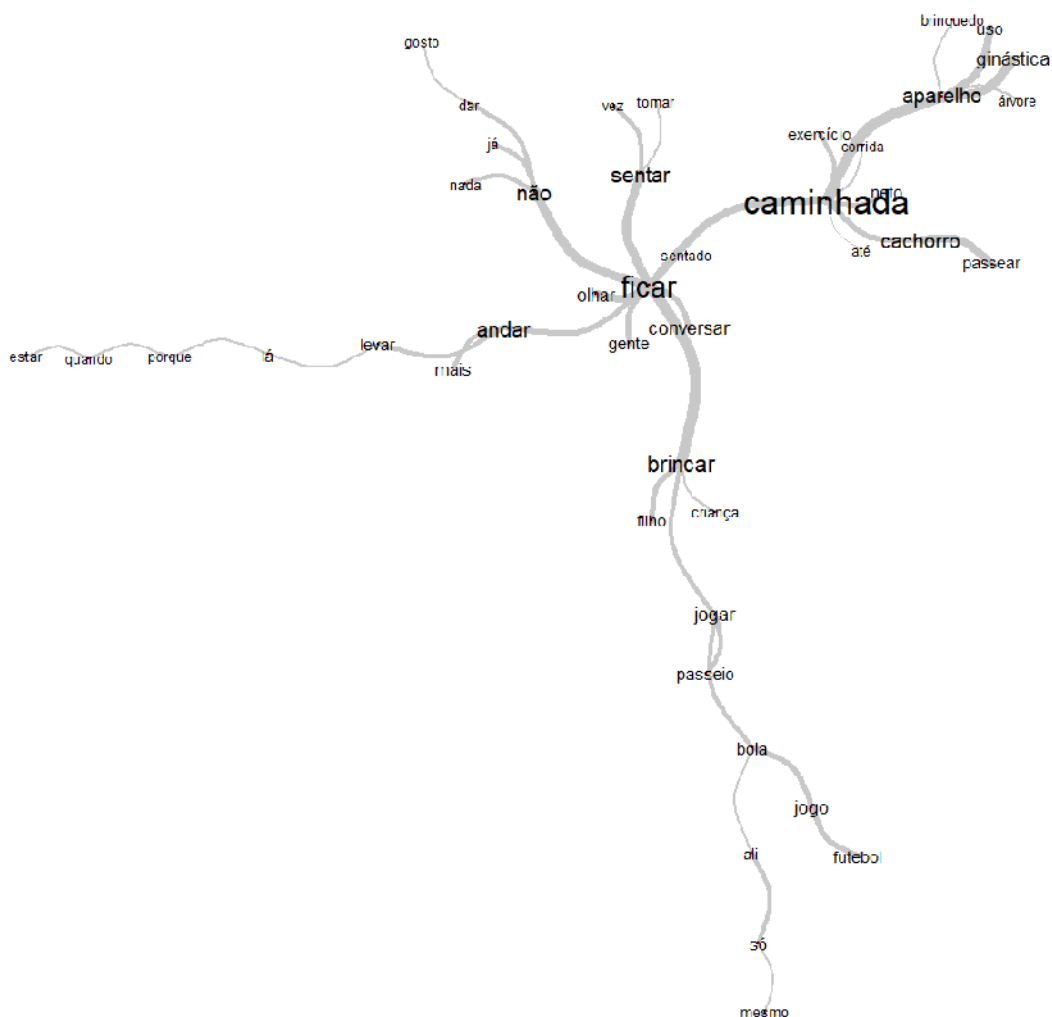 brinquedo
uso
gosto
ginástica
aparelho
árvore
dar
vez
tomar
exercício
já
corrida
nada
não
sentar
neto
caminhada
cachorro
até
passear
sentado
ficar
olhar
andar
conversar
gente
levar
estar
quando
porque
lá
mais
brincar
filho
criança
jogar
passeio
bola
jogo
ali
futebol
só
mesmo